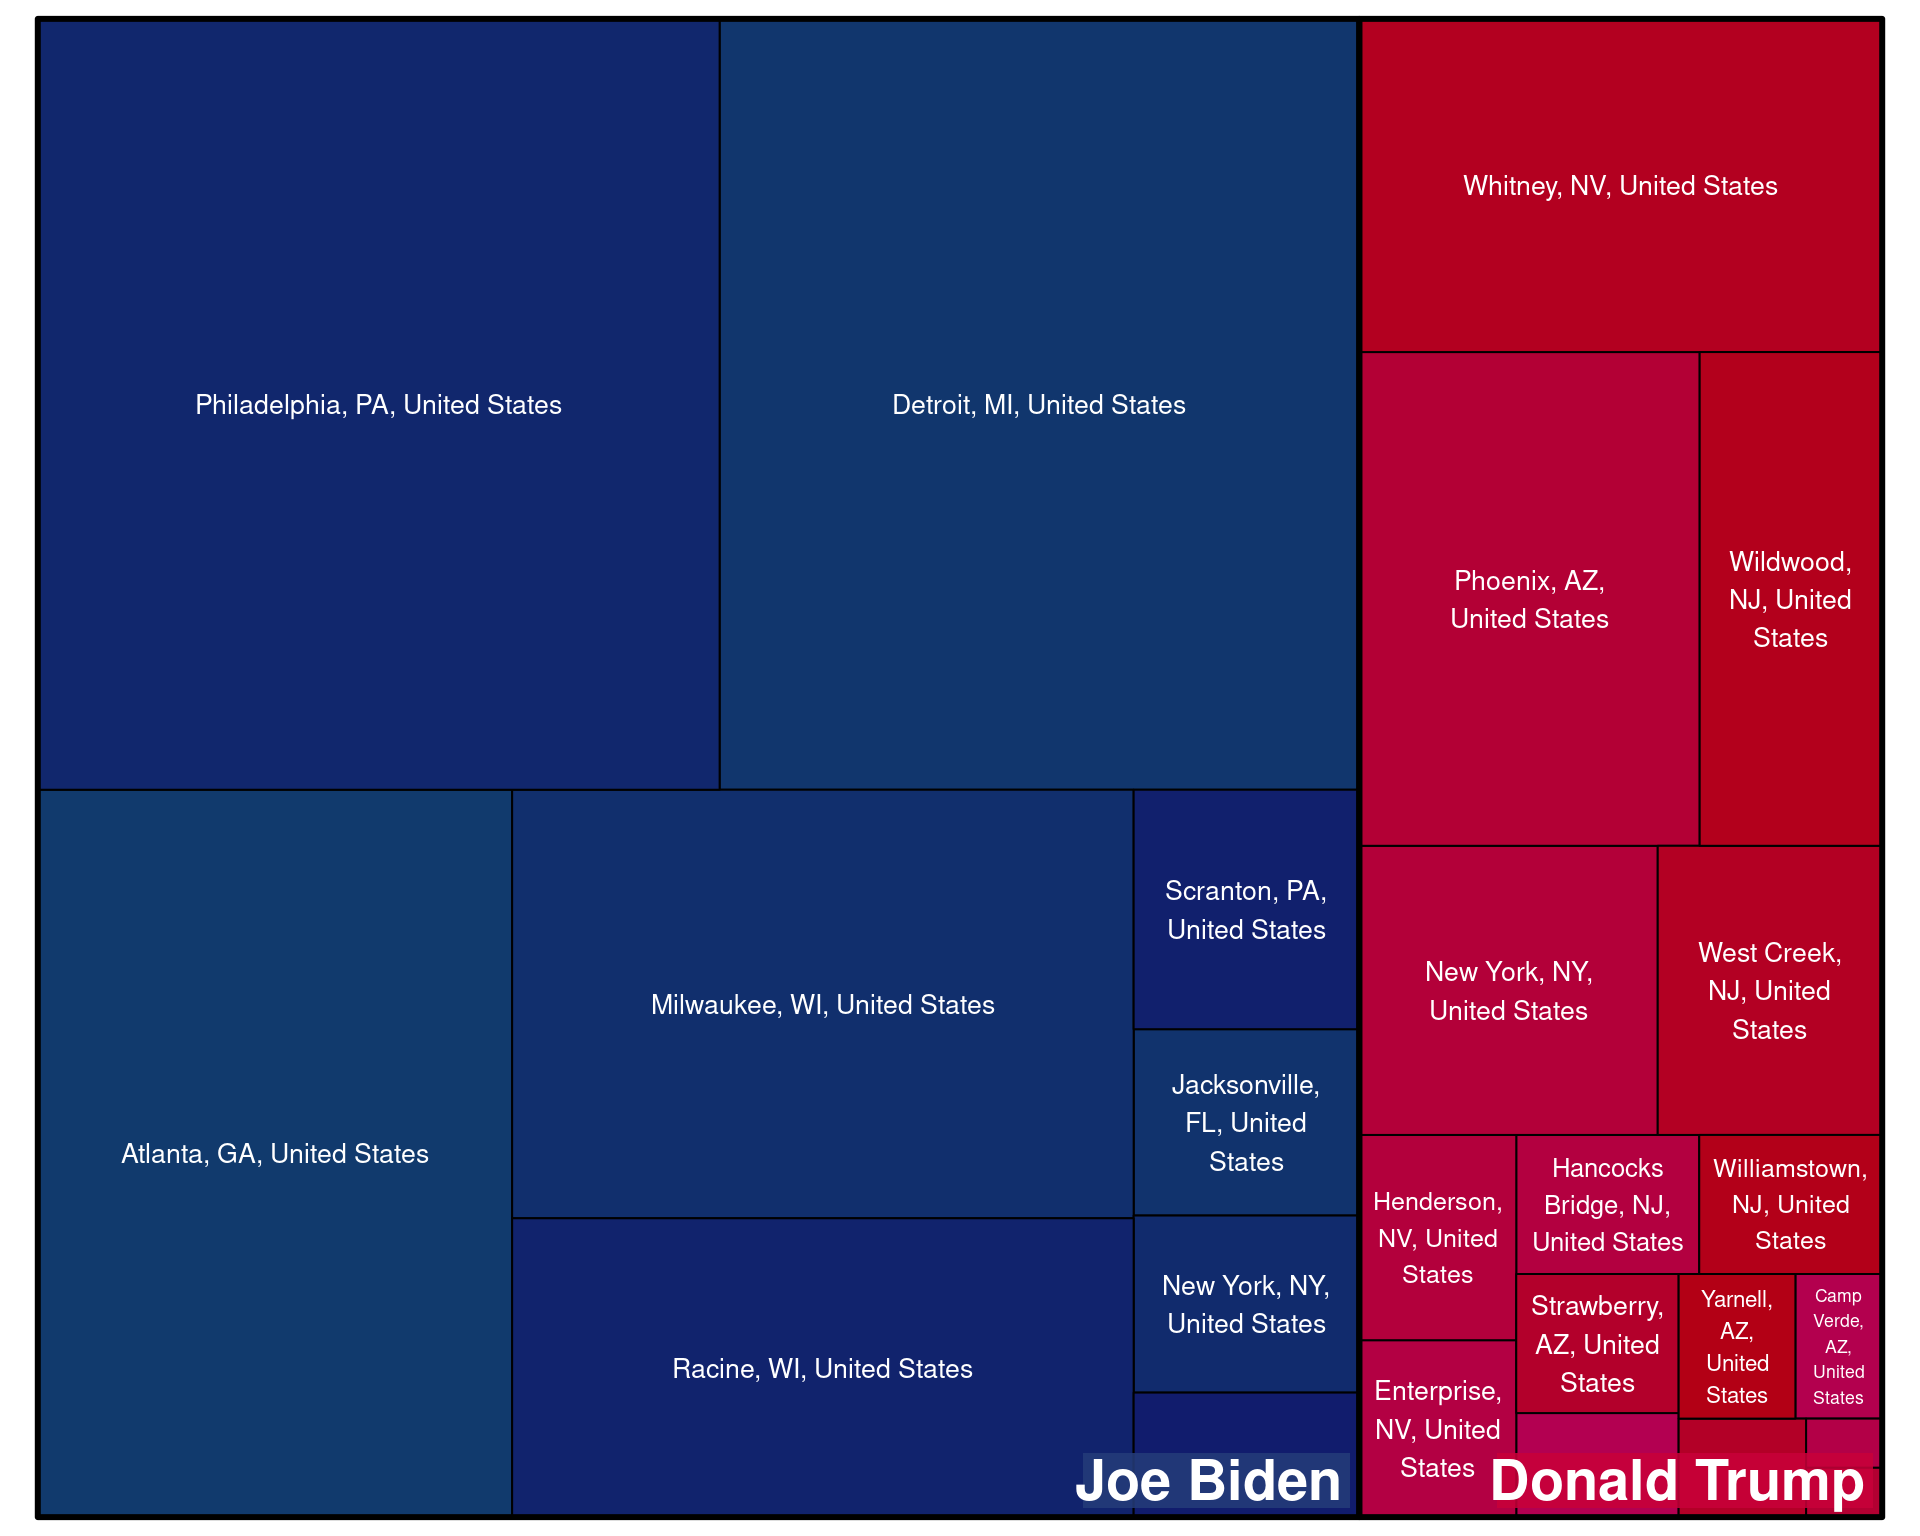 Philadelphia, PA, United States
Detroit, MI, United States
Atlanta, GA, United States
Milwaukee, WI, United States
Racine, WI, United States
Scranton, PA,
United States
Jacksonville,
FL, United
States
New York, NY,
United States
Joe Biden
Whitney, NV, United States
Phoenix, AZ,
United States
Wildwood,
NJ, United
States
New York, NY,
United States
West Creek,
NJ, United
States
Henderson,
NV, United
States
Hancocks
Bridge, NJ,
United States
Williamstown,
NJ, United
States
Strawberry,
AZ, United
States
Yarnell,
AZ,
United
States
Camp
Verde,
AZ,
United
States
Enterprise,
NV, United
States
Donald Trump